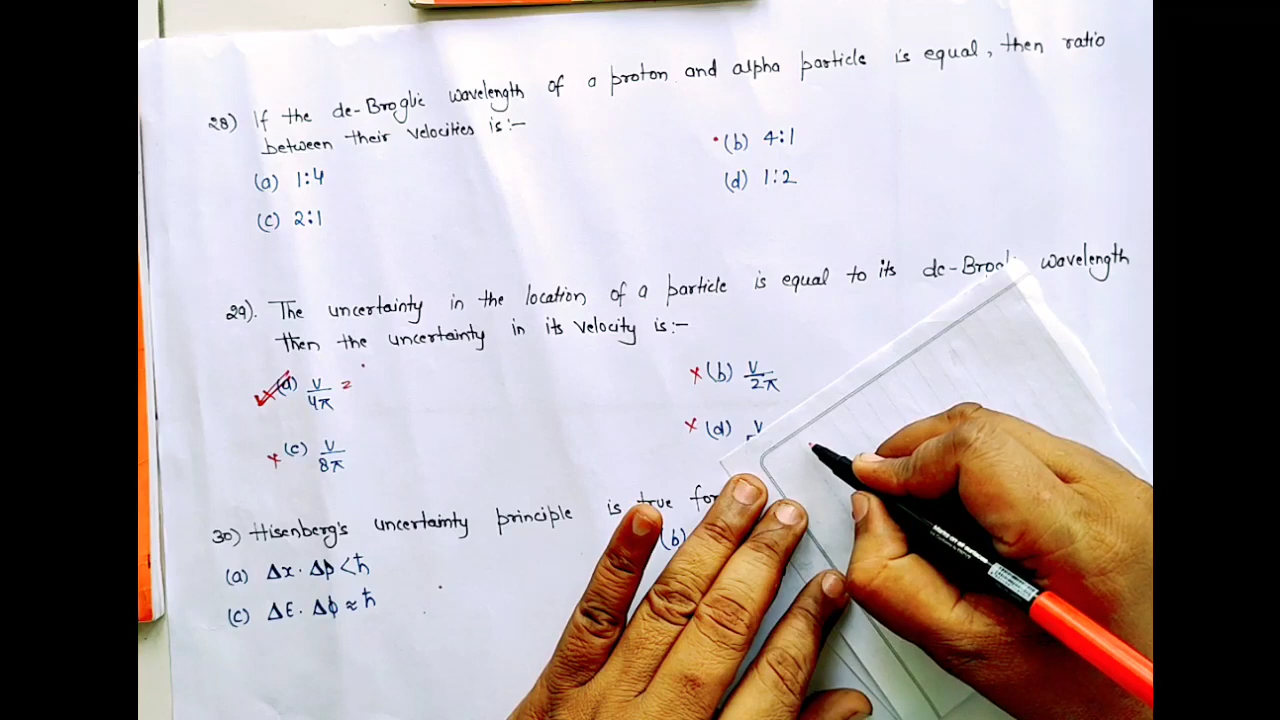 28) If the de-Broglie wavelength of a proton and alpha particle is equal, then ratio
between their velocities is:-
(a) 1:4
(b) 4:1
(c) 2:1
(d) 1:2
29). The uncertainty in the location of a particle is equal to its de-Brogl wavelength
then the uncertainty in its velocity is:-
(a) v/4π =
(b) v/2π
(c) v/8π
(d) v
30) Hisenberg's uncertainty principle is true for
(a) Δx · Δp < ħ
(b)
(c) ΔE · Δϕ ≈ ħ